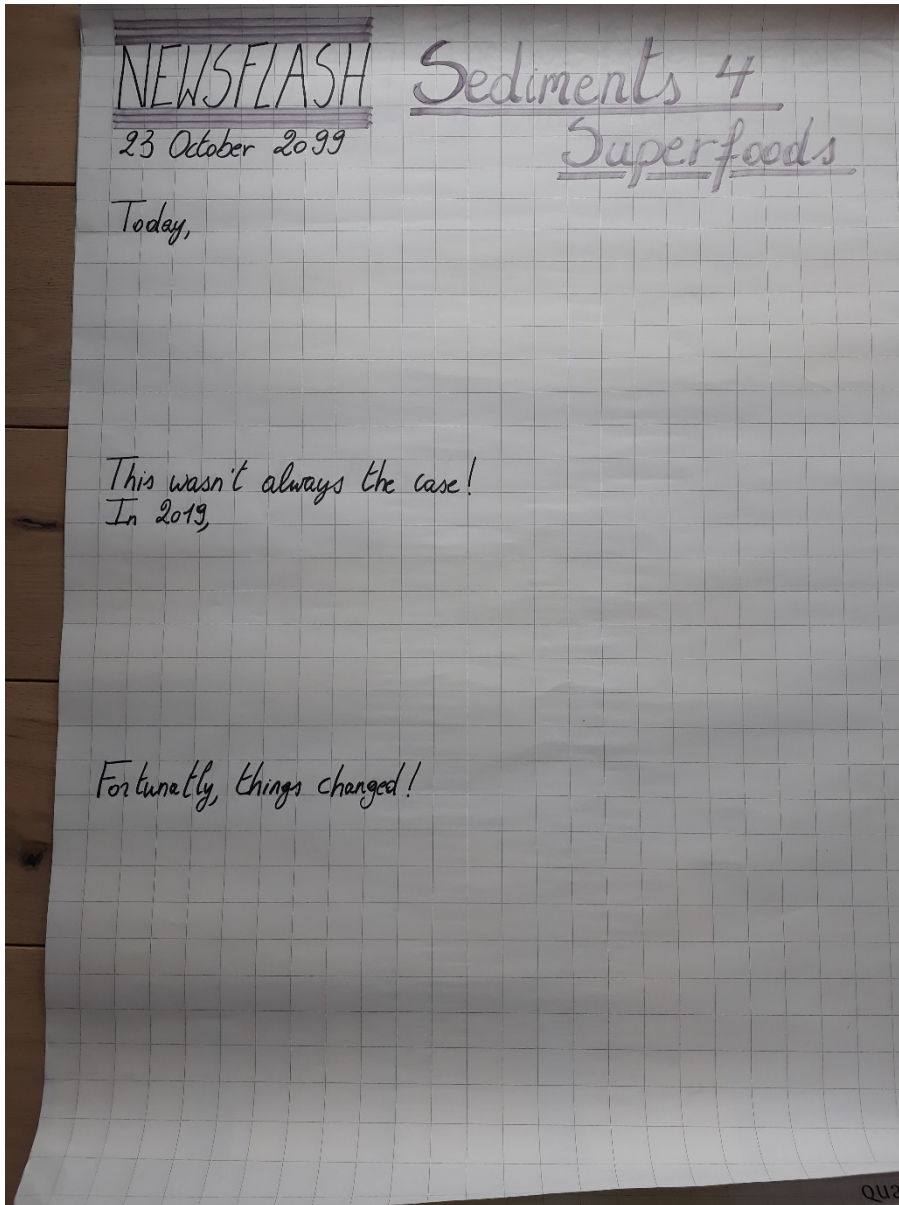 NEWSFLASH
23 October 2099
Sediments 4
Superfoods
Today,
This wasn't always the case!
In 2019,
Fortunatly, things changed!